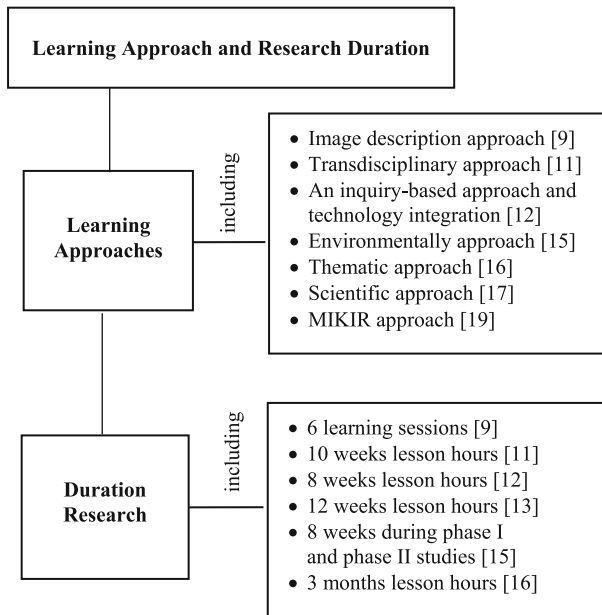 Learning Approach and Research Duration
Learning
Approaches
including
• Image description approach [9]
• Transdisciplinary approach [11]
• An inquiry-based approach and
technology integration [12]
• Environmentally approach [15]
• Thematic approach [16]
• Scientific approach [17]
• MIKIR approach [19]
Duration
Research
including
• 6 learning sessions [9]
• 10 weeks lesson hours [11]
• 8 weeks lesson hours [12]
• 12 weeks lesson hours [13]
• 8 weeks during phase I
and phase II studies [15]
• 3 months lesson hours [16]